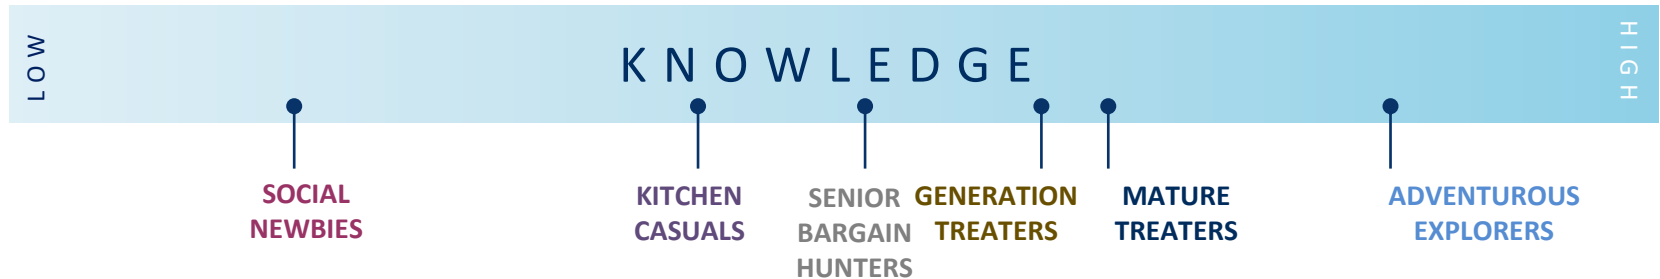 LOW
KNOWLEDGE
HIGH
SOCIAL
NEWBIES
KITCHEN
CASUALS
SENIOR
BARGAIN
HUNTERS
GENERATION
TREATERS
MATURE
TREATERS
ADVENTUROUS
EXPLORERS